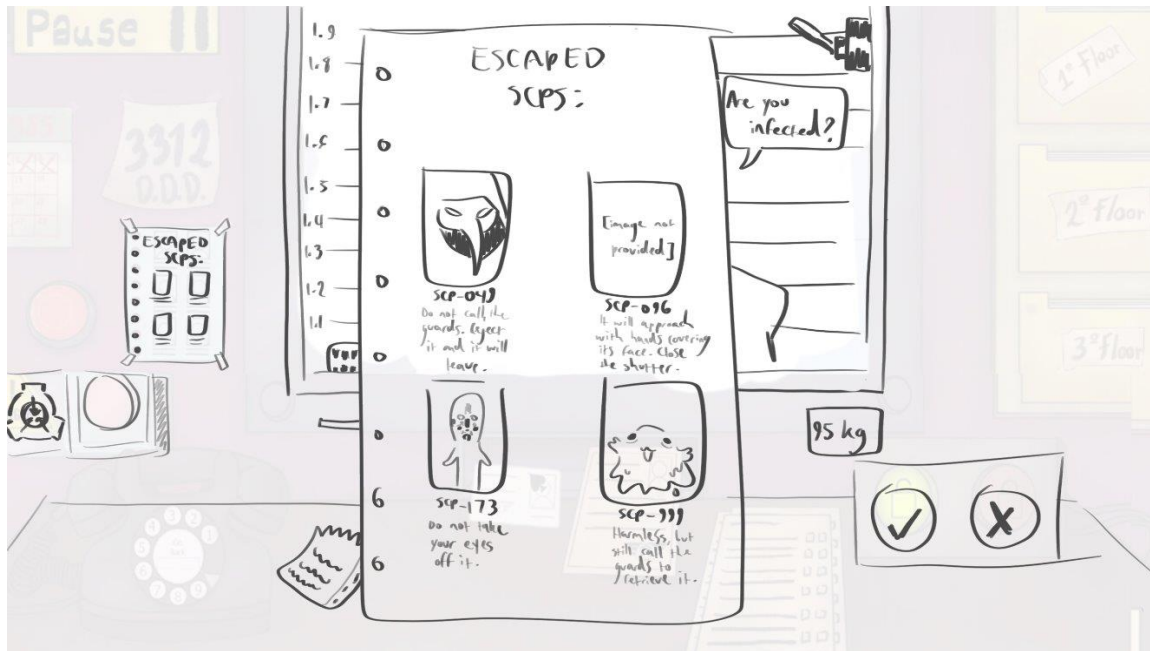 Pause
1.9
1.8
1.7
1.6
1.5
1.4
1.3
1.2
1.1
3312
D.D.D.
ESCAPED
SCPS:
ESCAPED
SCPS:
[image not
provided]
SCP-049
Do not call the
guards. Reject
it and it will
leave.
SCP-096
It will approach
with hands covering
its face. Close
the shutter.
SCP-173
Do not take
your eyes
off it.
SCP-999
Harmless, but
still call the
guards to
retrieve it.
Are you
infected?
95 kg
1º Floor
2º Floor
3º Floor